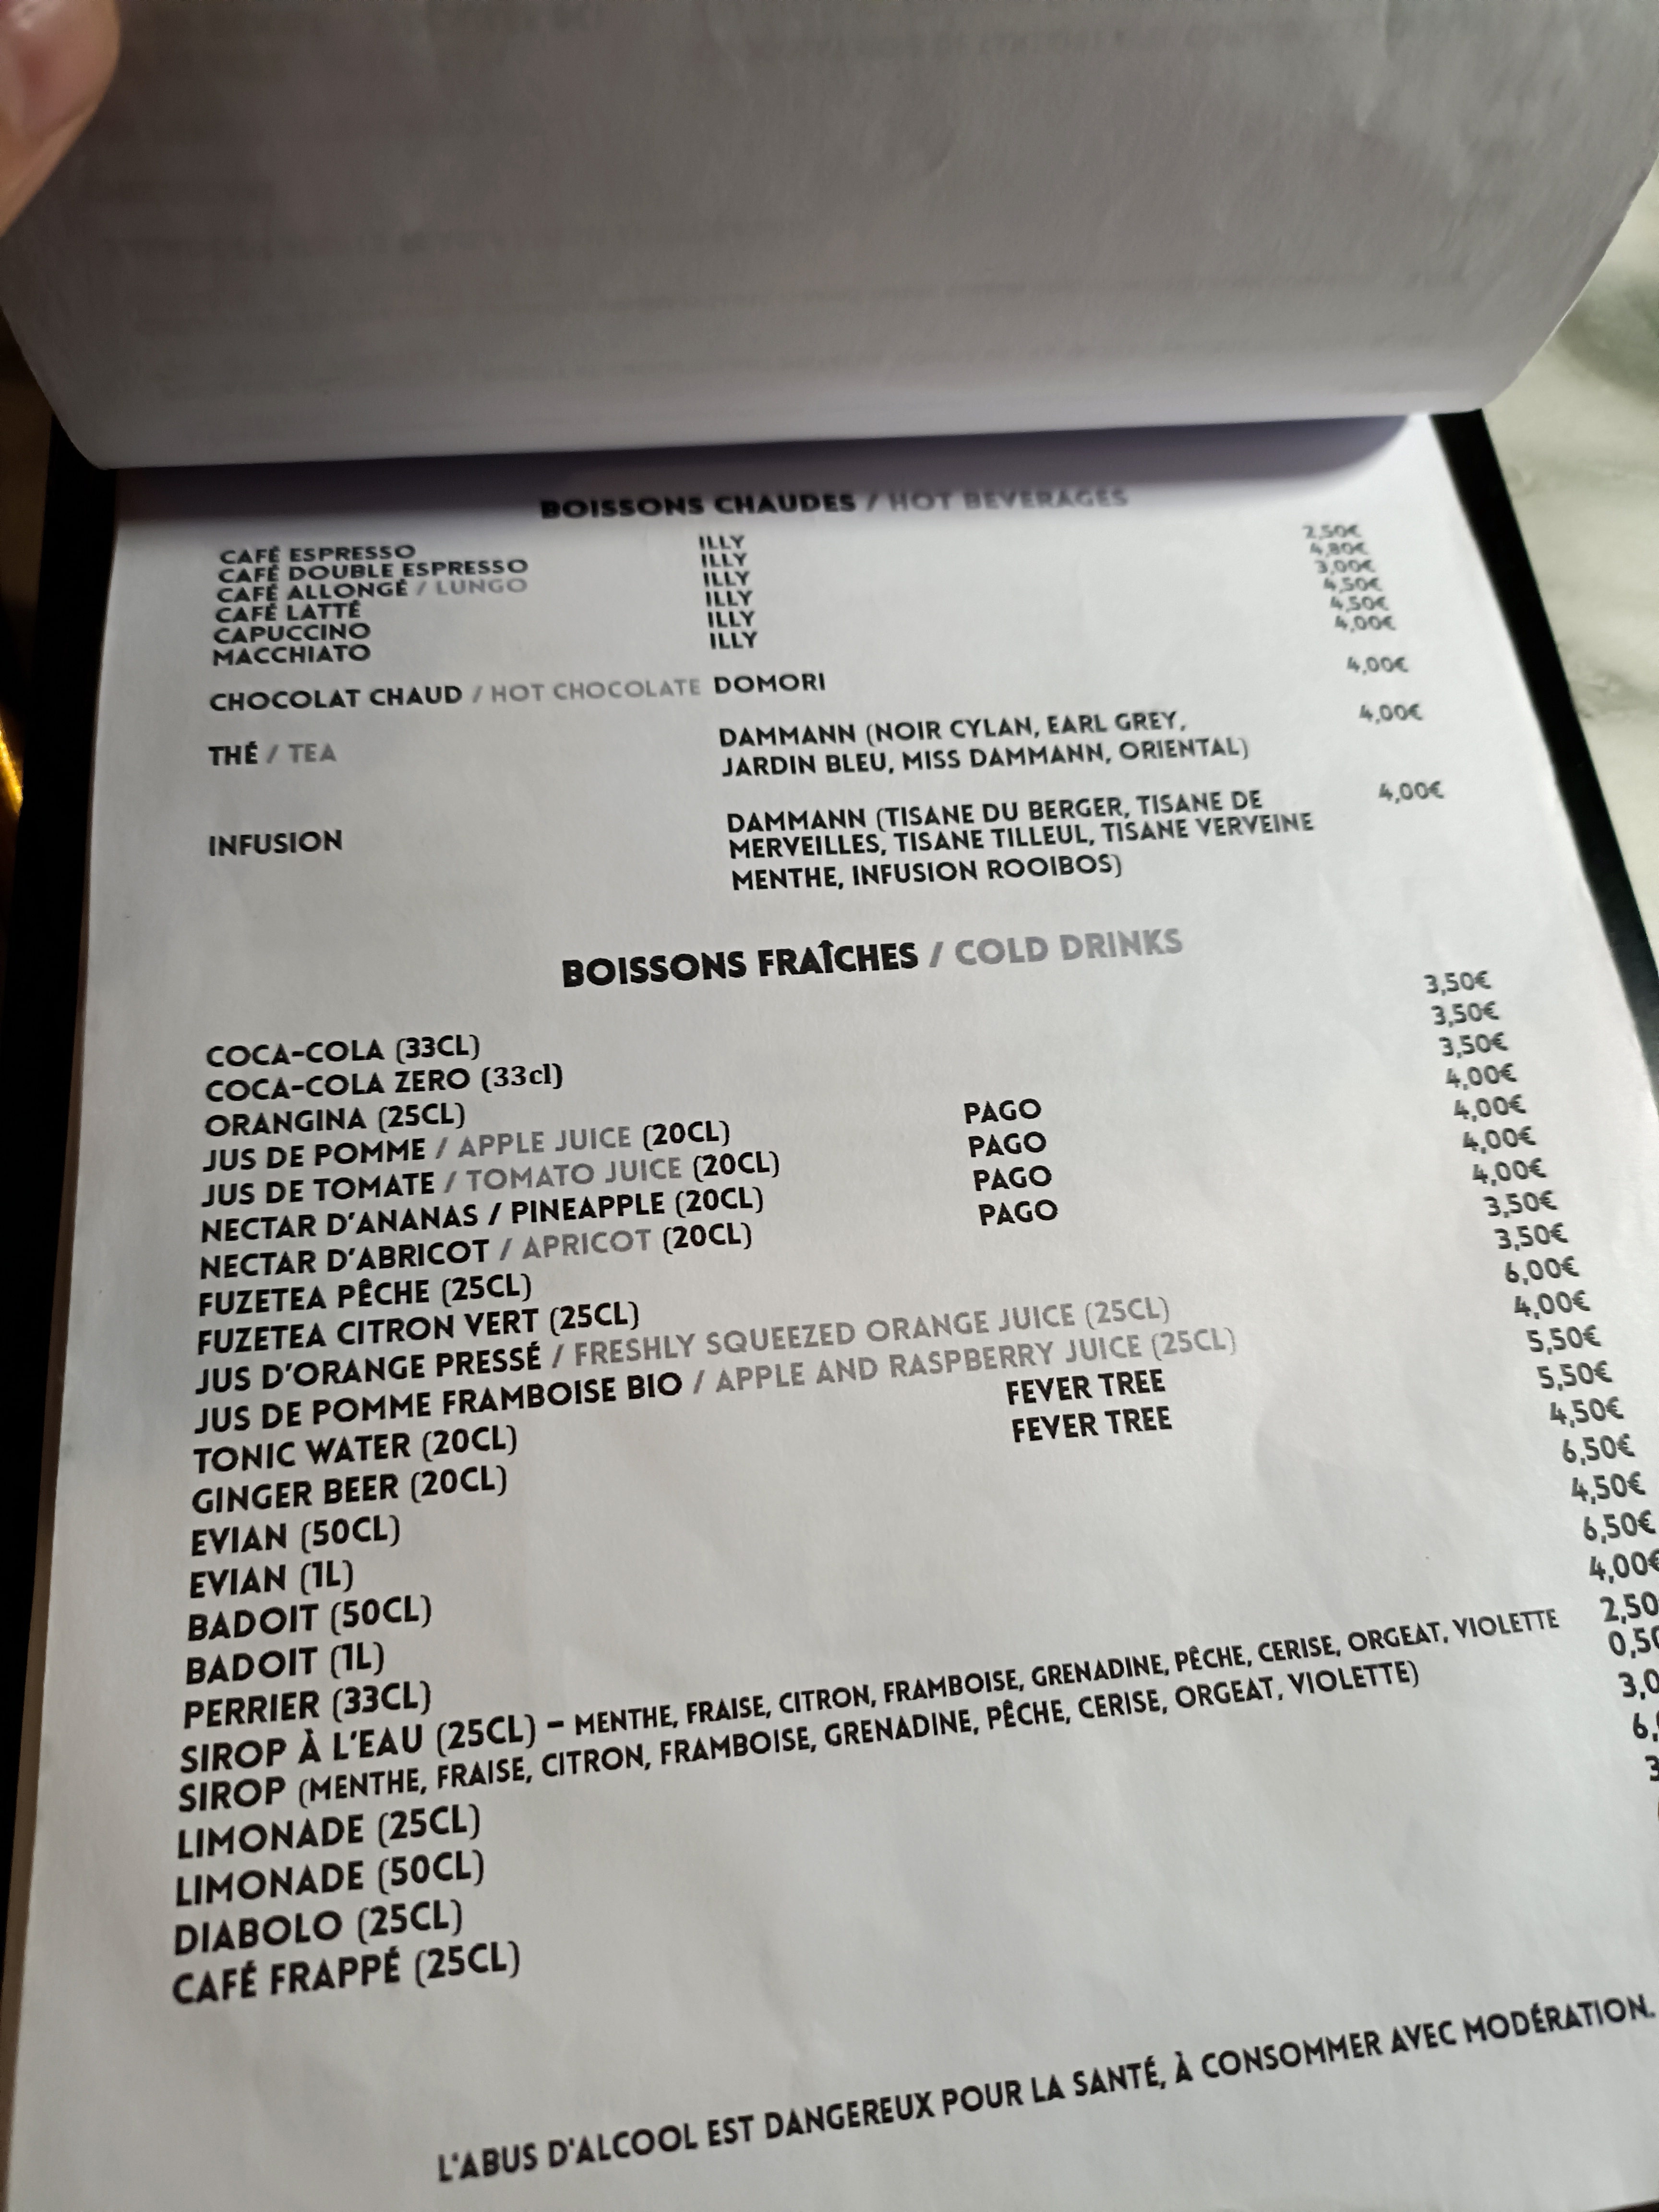 BOISSONS CHAUDES / HOT BEVERAGES
CAFÉ ESPRESSO ILLY 2,50€
CAFÉ DOUBLE ESPRESSO ILLY 4,80€
CAFÉ ALLONGÉ / LUNGO ILLY 3,00€
CAFÉ LATTÉ ILLY 4,50€
CAPUCCINO ILLY 4,50€
MACCHIATO ILLY 4,00€
CHOCOLAT CHAUD / HOT CHOCOLATE DOMORI 4,00€
THÉ / TEA DAMMANN (NOIR CYLAN, EARL GREY, 4,00€
JARDIN BLEU, MISS DAMMANN, ORIENTAL)
INFUSION DAMMANN (TISANE DU BERGER, TISANE DE 4,00€
MERVEILLES, TISANE TILLEUL, TISANE VERVEINE
MENTHE, INFUSION ROOIBOS)
BOISSONS FRAÎCHES / COLD DRINKS
COCA-COLA (33CL) 3,50€
COCA-COLA ZERO (33cl) 3,50€
ORANGINA (25CL) 3,50€
JUS DE POMME / APPLE JUICE (20CL) PAGO 4,00€
JUS DE TOMATE / TOMATO JUICE (20CL) PAGO 4,00€
NECTAR D'ANANAS / PINEAPPLE (20CL) PAGO 4,00€
NECTAR D'ABRICOT / APRICOT (20CL) PAGO 4,00€
FUZETEA PÊCHE (25CL) 3,50€
FUZETEA CITRON VERT (25CL) 3,50€
JUS D'ORANGE PRESSÉ / FRESHLY SQUEEZED ORANGE JUICE (25CL) 6,00€
JUS DE POMME FRAMBOISE BIO / APPLE AND RASPBERRY JUICE (25CL) 4,00€
TONIC WATER (20CL) FEVER TREE 5,50€
GINGER BEER (20CL) FEVER TREE 5,50€
EVIAN (50CL) 4,50€
EVIAN (1L) 6,50€
BADOIT (50CL) 4,50€
BADOIT (1L) 6,50€
PERRIER (33CL) 4,00€
SIROP À L'EAU (25CL) – MENTHE, FRAISE, CITRON, FRAMBOISE, GRENADINE, PÊCHE, CERISE, ORGEAT, VIOLETTE 2,50
SIROP (MENTHE, FRAISE, CITRON, FRAMBOISE, GRENADINE, PÊCHE, CERISE, ORGEAT, VIOLETTE) 0,50
LIMONADE (25CL) 3,0
LIMONADE (50CL) 6,
DIABOLO (25CL) 3
CAFÉ FRAPPÉ (25CL)
L'ABUS D'ALCOOL EST DANGEREUX POUR LA SANTÉ, À CONSOMMER AVEC MODÉRATION.